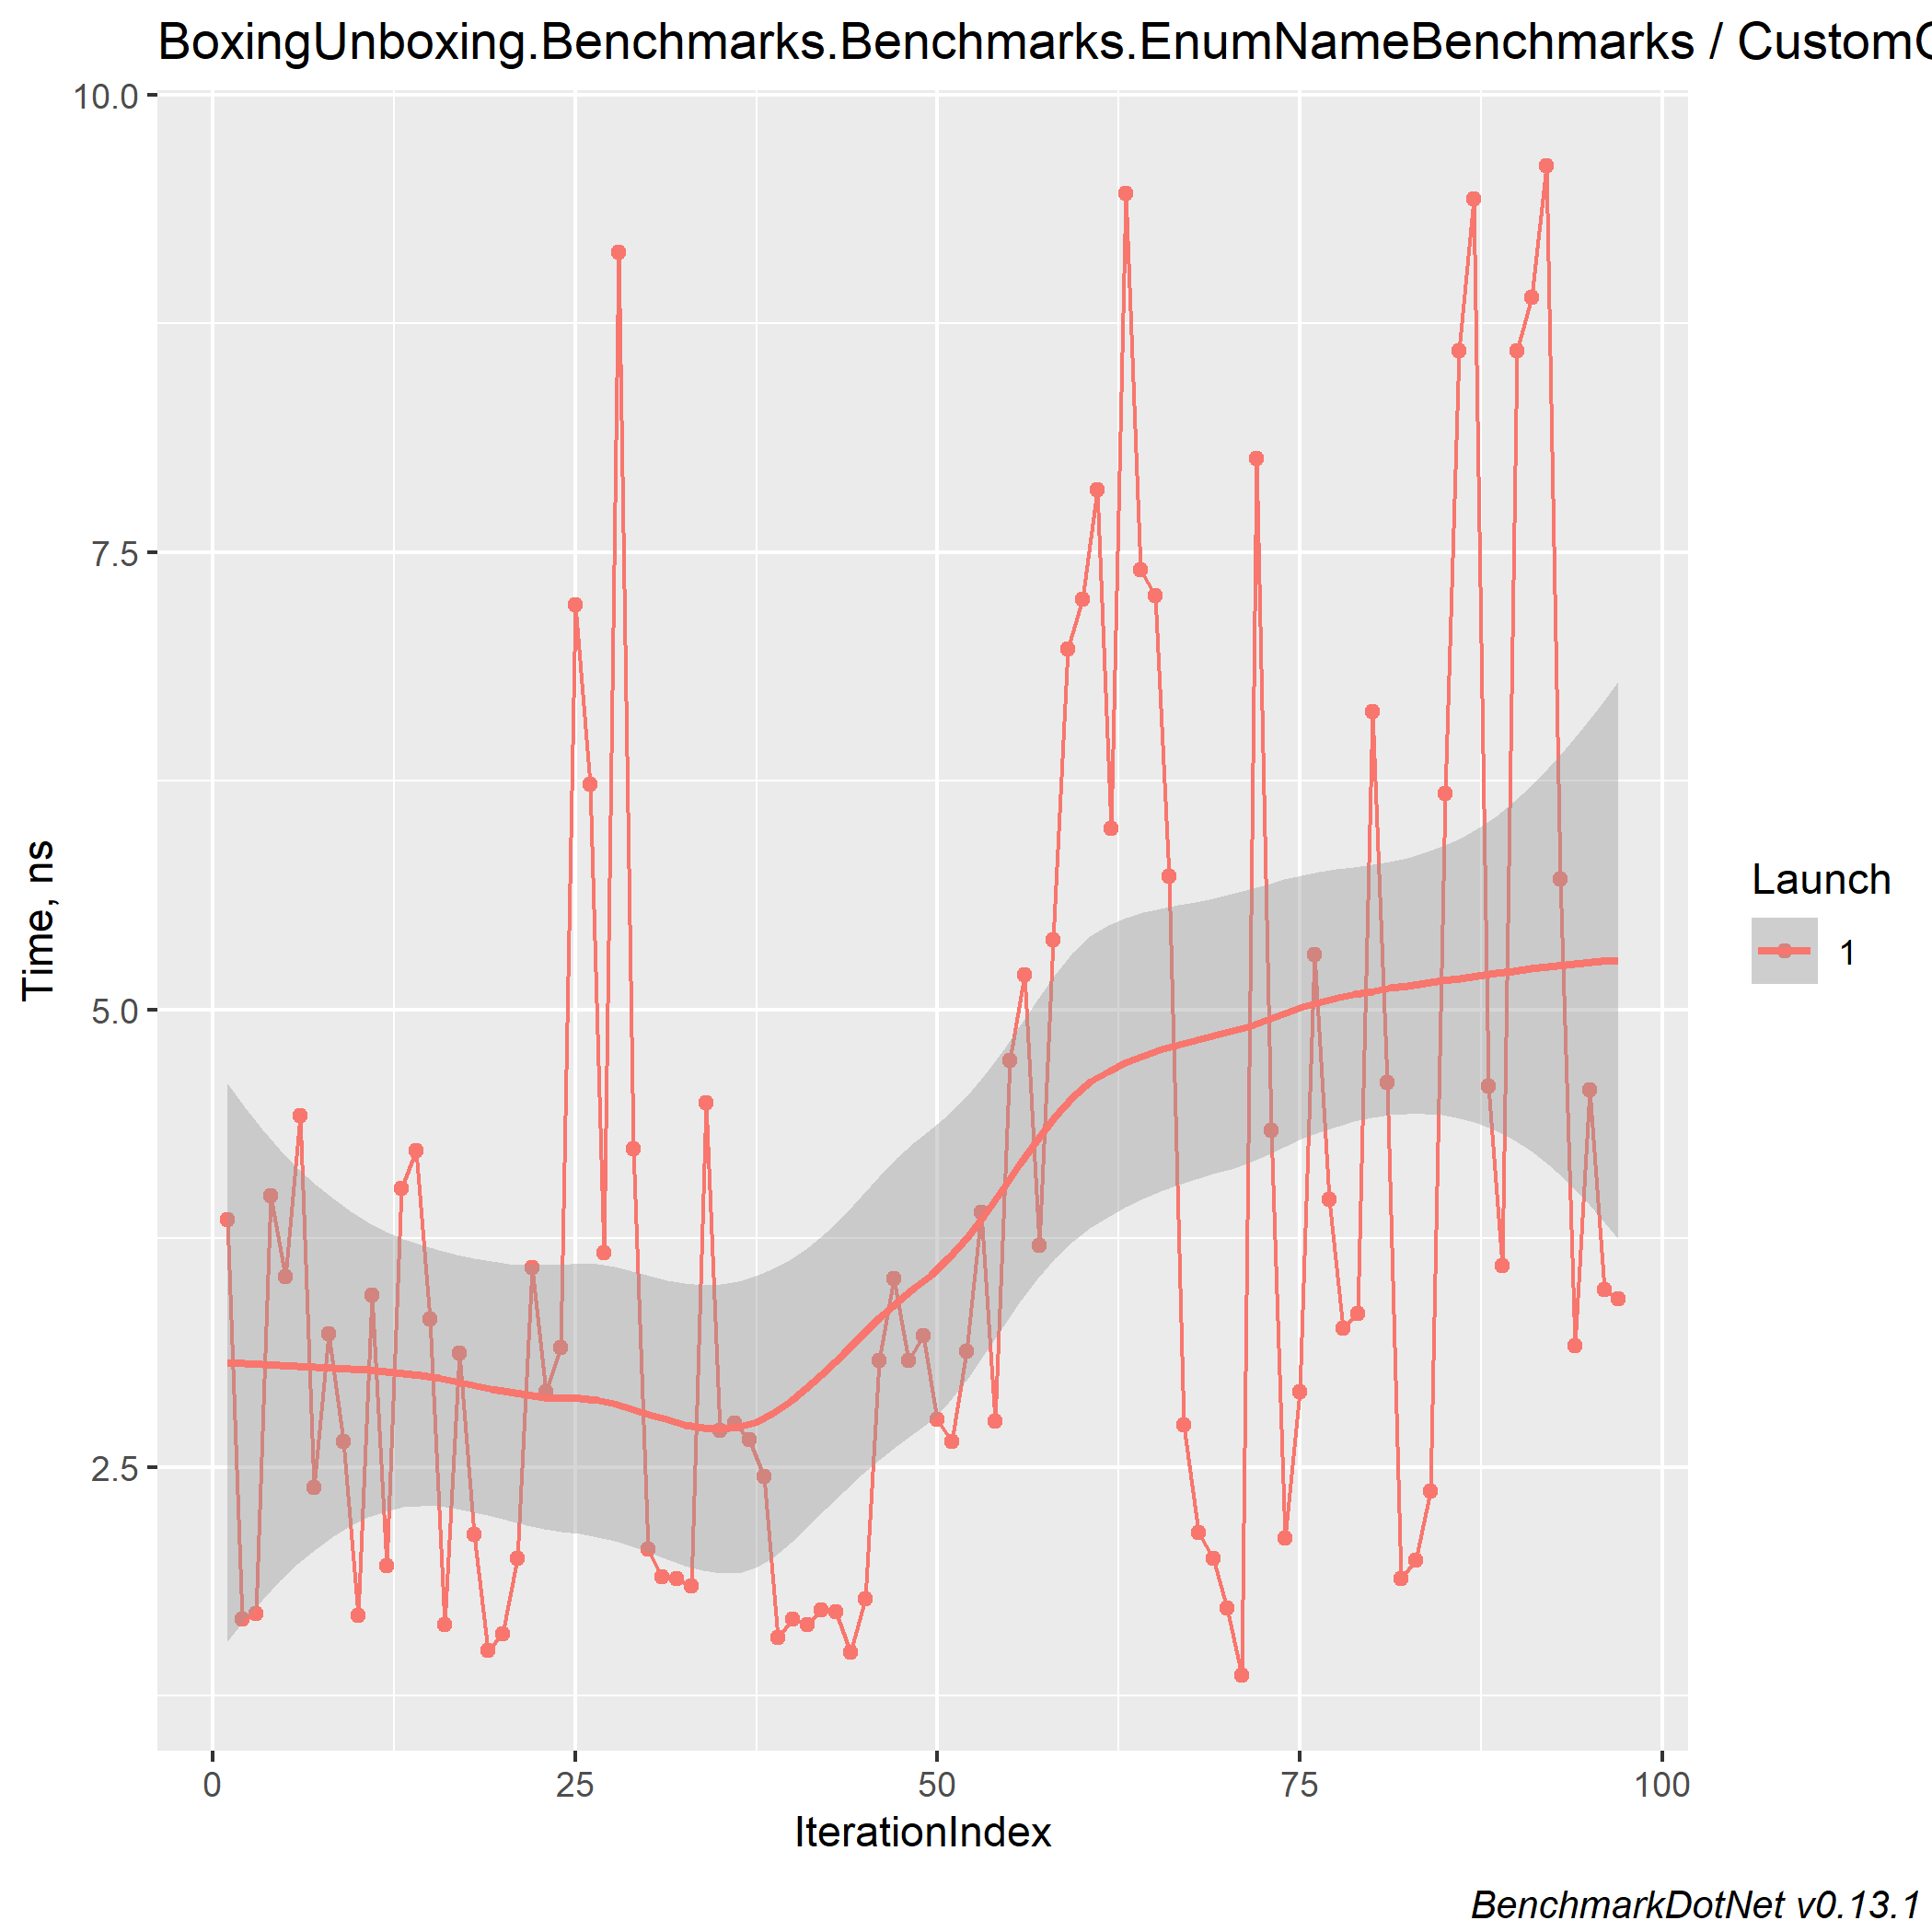 BoxingUnboxing.Benchmarks.Benchmarks.EnumNameBenchmarks / Custom
10.0
7.5
5.0
2.5
Time, ns
0 25 50 75 100
IterationIndex
Launch
1
BenchmarkDotNet v0.13.1